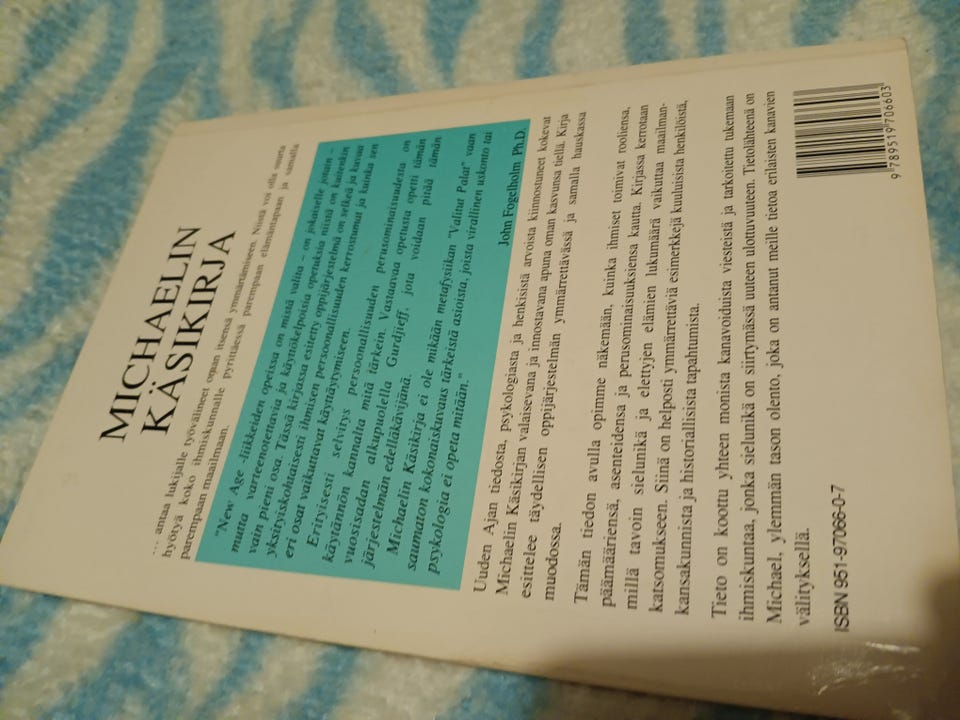 MICHAELIN
KÄSIKIRJA
... antaa lukijalle työvälineet oman itsensä ymmärtämiseen. Niistä voi olla suurta
hyötyä koko ihmiskunnalle pyrittäessä parempaan elämäntapaan ja samalla
parempaan maailmaan.
"New Age liikkeiden opeissa on mistä valita – on jokaiselle jotain –
mutta varteenotettavia ja käyttökelpoisia opetuksia niistä on kuitenkin
vain pieni osa. Tässä kirjassa esitetty oppijärjestelmä on selkeä ja kuvaa
yksityiskohtaisesti ihmisen persoonallisuuden kerrostumat ja kuinka sen
eri osat vaikuttavat käyttäytymiseen.
Erityisesti selvitys persoonallisuuden perusominaisuudesta on
käytännön kannalta mitä tärkein. Vastaavaa opetusta opetti tämän
vuosisadan alkupuolella Gurdjieff, jota voidaan pitää tämän
järjestelmän edelläkävijänä.
Michaelin Käsikirja ei ole mikään metafysiikan "Valitut Palat" vaan
saumaton kokonaiskuvaus tärkeistä asioista, joista virallinen uskonto tai
psykologia ei opeta mitään."
John Fogelholm Ph.D.
Uuden Ajan tiedosta, psykologiasta ja henkisistä arvoista kiinnostuneet kokevat
Michaelin Käsikirjan valaisevana ja innostavana apuna oman kasvunsa tiellä. Kirja
esittelee täydellisen oppijärjestelmän ymmärrettävässä ja samalla hauskassa
muodossa.
Tämän tiedon avulla opimme näkemään, kuinka ihmiset toimivat rooliensa,
päämääriensä, asenteidensa ja perusominaisuuksiensa kautta. Kirjassa kerrotaan
millä tavoin sielunikä ja elettyjen elämien lukumäärä vaikuttaa maailman-
katsomukseen. Siinä on helposti ymmärrettäviä esimerkkejä kuuluisista henkilöistä,
kansakunnista ja historiallisista tapahtumista.
Tieto on koottu yhteen monista kanavoiduista viesteistä ja tarkoitettu tukemaan
ihmiskuntaa, jonka sielunikä on siirtymässä uuteen ulottuvuuteen. Tietolähteenä on
Michael, ylemmän tason olento, joka on antanut meille tietoa erilaisten kanavien
välityksellä.
ISBN 951-97066-0-7
9 789519 706603